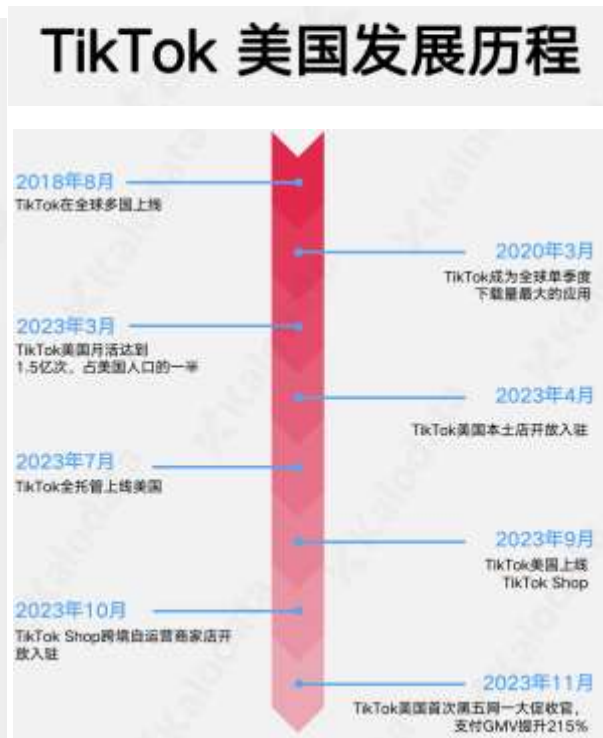 TikTok 美国发展历程
2018年8月
TikTok在全球多国上线
2020年3月
TikTok成为全球单季度
下载量最大的应用
2023年3月
TikTok美国月活达到
1.5亿次，占美国人口的一半
2023年4月
TikTok美国本土店开放入驻
2023年7月
TikTok全托管上线美国
2023年9月
TikTok美国上线
TikTok Shop
2023年10月
TikTok Shop跨境自运营商家店开
放入驻
2023年11月
TikTok美国首次黑五网一大促收官，
支付GMV提升215%
Kalodata